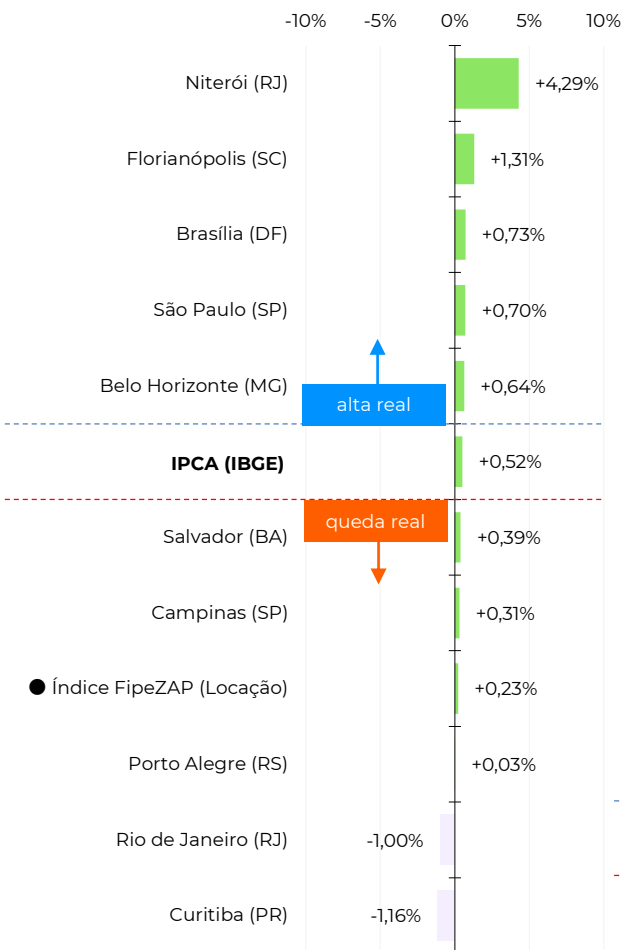 -10% -5% 0% 5% 10%
Niterói (RJ) +4,29%
Florianópolis (SC) +1,31%
Brasília (DF) +0,73%
São Paulo (SP) +0,70%
Belo Horizonte (MG) +0,64%
alta real
IPCA (IBGE) +0,52%
queda real
Salvador (BA) +0,39%
Campinas (SP) +0,31%
Índice FipeZAP (Locação) +0,23%
Porto Alegre (RS) +0,03%
Rio de Janeiro (RJ) -1,00%
Curitiba (PR) -1,16%